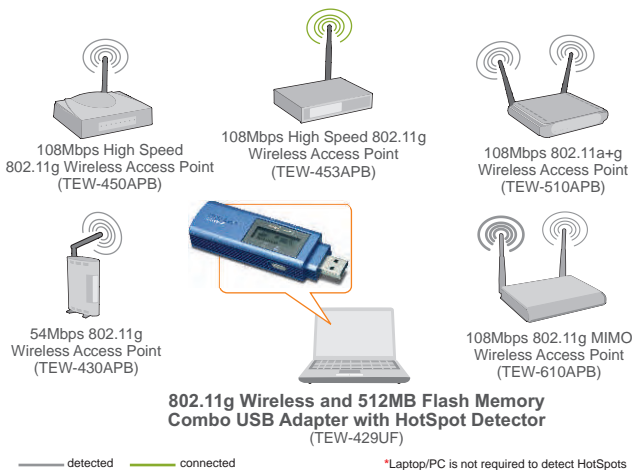 108Mbps High Speed
802.11g Wireless Access Point
(TEW-450APB)
108Mbps High Speed 802.11g
Wireless Access Point
(TEW-453APB)
108Mbps 802.11a+g
Wireless Access Point
(TEW-510APB)
54Mbps 802.11g
Wireless Access Point
(TEW-430APB)
108Mbps 802.11g MIMO
Wireless Access Point
(TEW-610APB)
802.11g Wireless and 512MB Flash Memory
Combo USB Adapter with HotSpot Detector
(TEW-429UF)
detected
connected
*Laptop/PC is not required to detect HotSpots